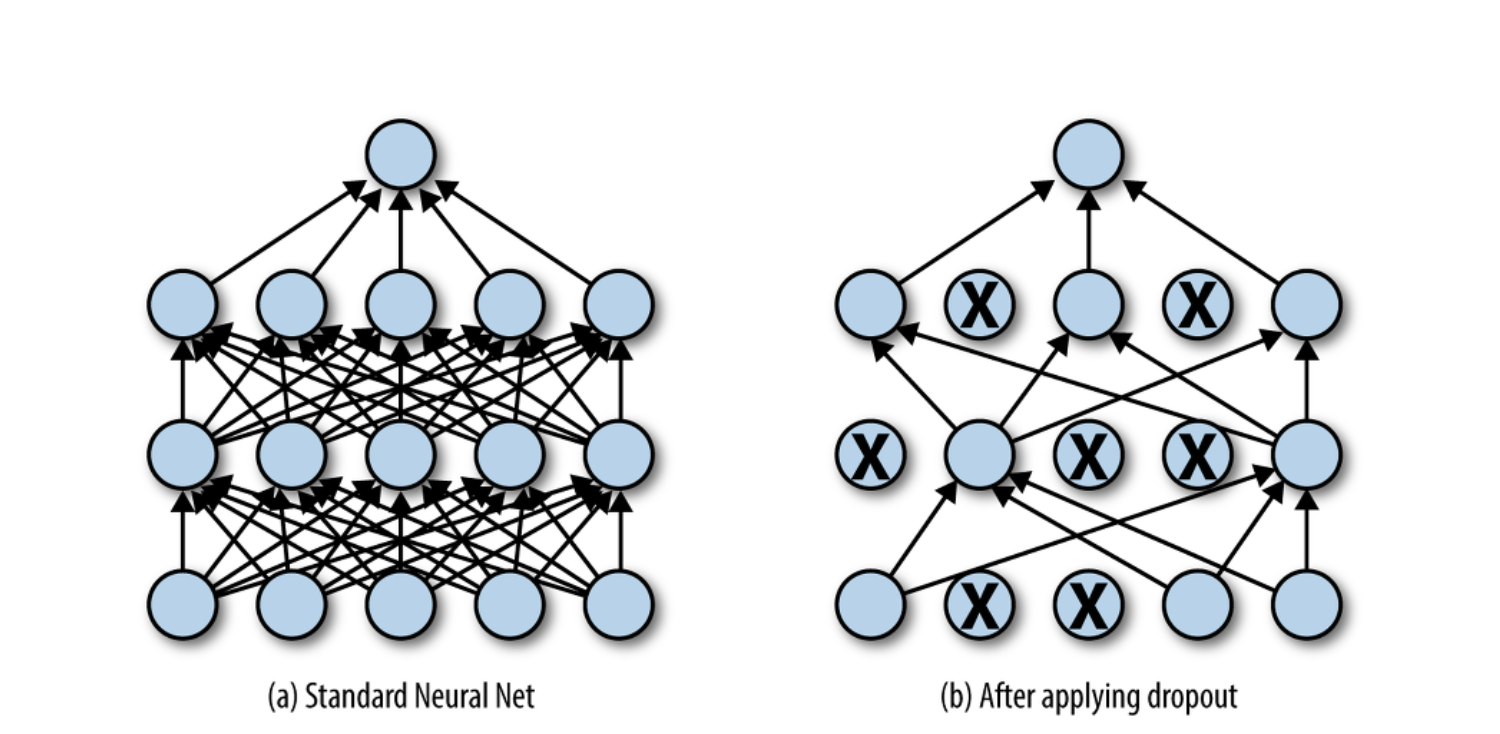 X X
X X X
X X
(a) Standard Neural Net
(b) After applying dropout